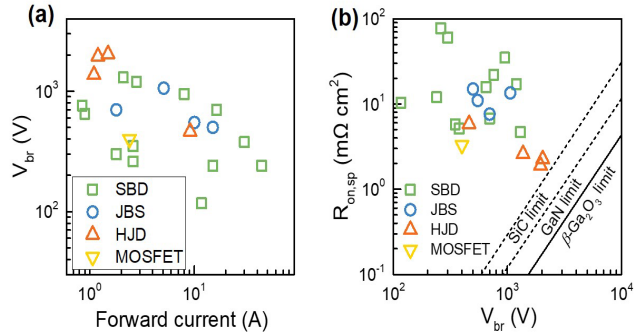 (a)
10³
10²
V_br (V)
SBD
JBS
HJD
MOSFET
10⁰
10¹
Forward current (A)
(b)
10²
10¹
10⁰
10⁻¹
R_on,sp (mΩ cm²)
SBD
JBS
HJD
MOSFET
SiC limit
GaN limit
β-Ga₂O₃ limit
10²
10³
10⁴
V_br (V)